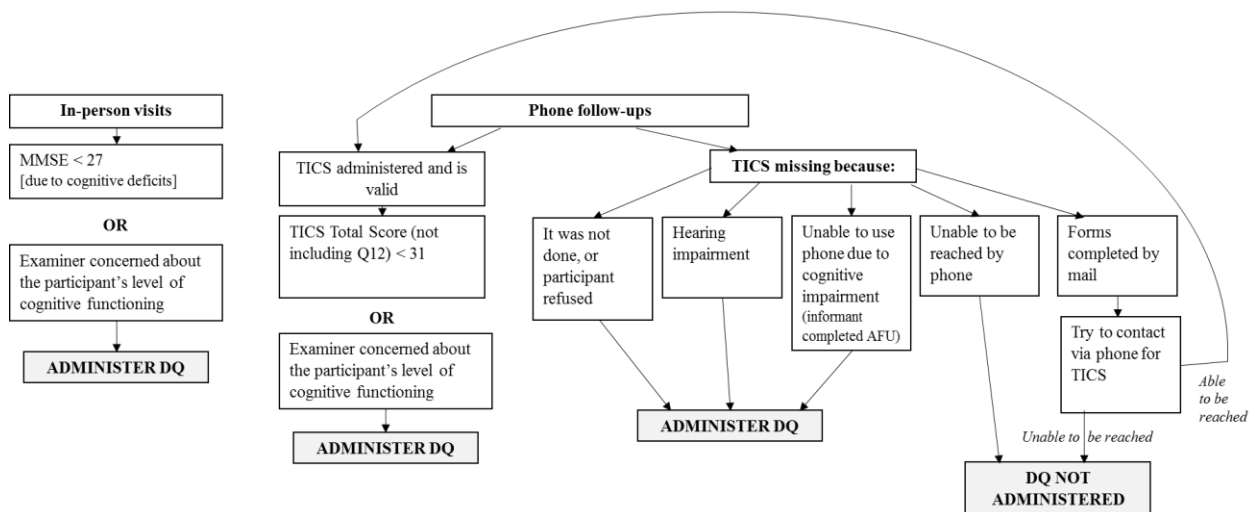 In-person visits
MMSE < 27
[due to cognitive deficits]
OR
Examiner concerned about
the participant's level of
cognitive functioning
ADMINISTER DQ
Phone follow-ups
TICS administered and is
valid
TICS Total Score (not
including Q12) < 31
OR
Examiner concerned about
the participant's level of
cognitive functioning
ADMINISTER DQ
TICS missing because:
It was not
done, or
participant
refused
Hearing
impairment
Unable to use
phone due to
cognitive
impairment
(informant
completed AFU)
ADMINISTER DQ
Unable to be
reached by
phone
Forms
completed by
mail
Try to contact
via phone for
TICS
Able
to be
reached
Unable to be reached
DQ NOT
ADMINISTERED